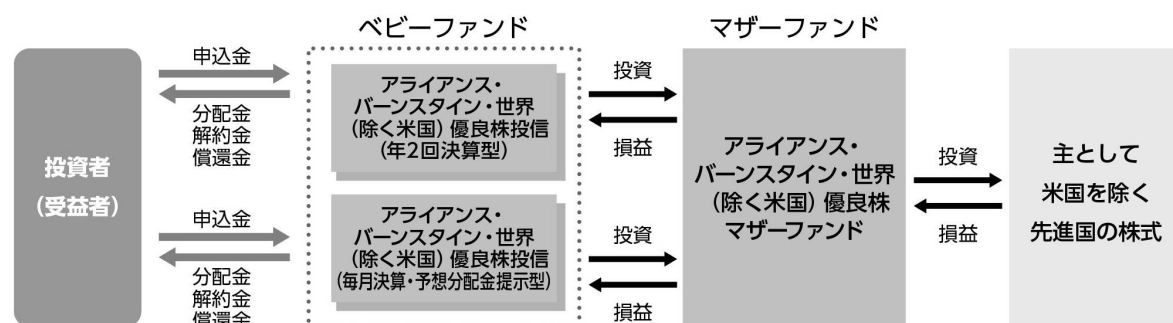 ベビーファンド
マザーファンド
投資者
（受益者）
申込金
分配金
解約金
償還金
申込金
分配金
解約金
償還金
アライアンス・
バーンスタイン・世界
（除く米国）優良株投信
（年2回決算型）
アライアンス・
バーンスタイン・世界
（除く米国）優良株投信
（毎月決算・予想分配金提示型）
投資
損益
投資
損益
アライアンス・
バーンスタイン・世界
（除く米国）優良株
マザーファンド
投資
損益
主として
米国を除く
先進国の株式